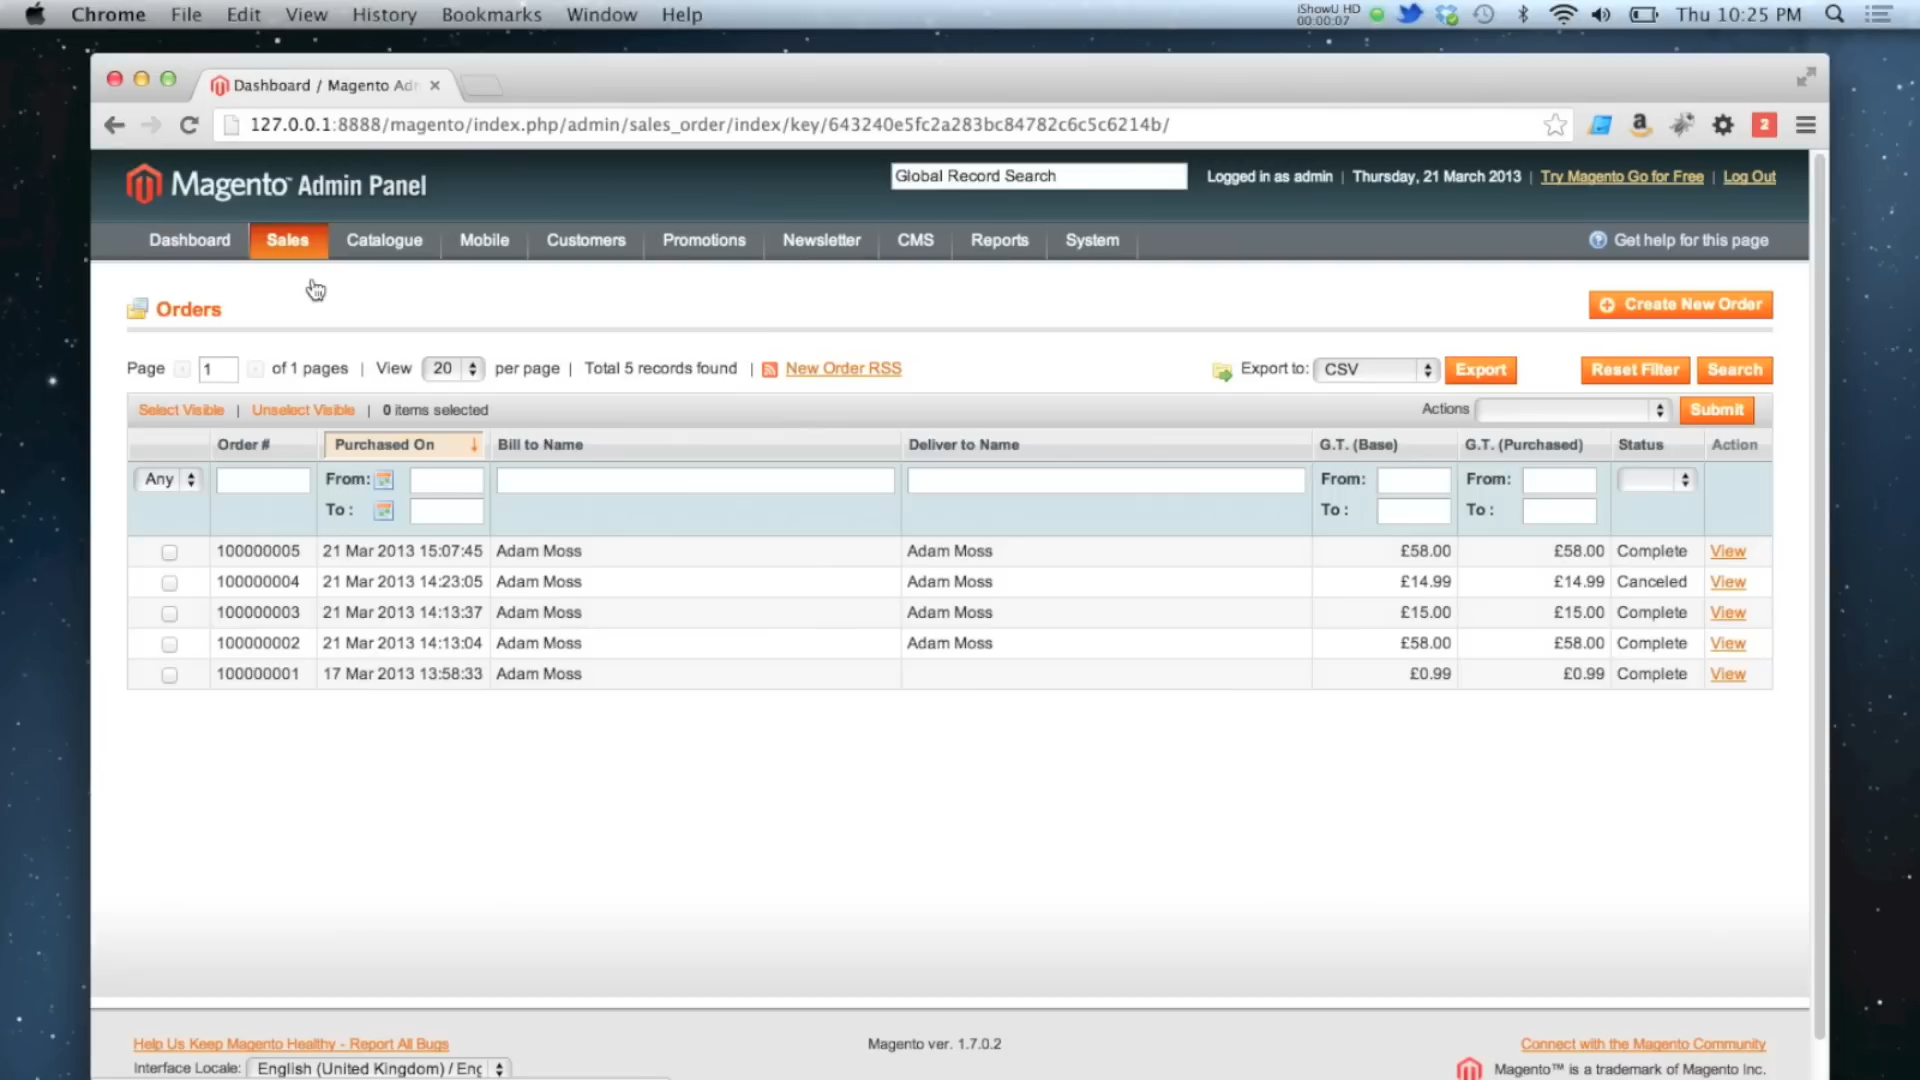 Chrome File Edit View History Bookmarks Window Help iShowU HD 00:00:07 Thu 10:25 PM
Dashboard / Magento Adm
127.0.0.1:8888/magento/index.php/admin/sales_order/index/key/643240e5fc2a283bc84782c6c5c6214b/ 2
Magento™ Admin Panel Global Record Search Logged in as admin | Thursday, 21 March 2013 | Try Magento Go for Free | Log Out
Dashboard Sales Catalogue Mobile Customers Promotions Newsletter CMS Reports System Get help for this page
Orders Create New Order
Page 1 of 1 pages | View 20 per page | Total 5 records found | New Order RSS Export to: CSV Export Reset Filter Search
Select Visible | Unselect Visible | 0 items selected Actions Submit
Order # Purchased On Bill to Name Deliver to Name G.T. (Base) G.T. (Purchased) Status Action
Any From: From: From:
To : To : To :
100000005 21 Mar 2013 15:07:45 Adam Moss Adam Moss £58.00 £58.00 Complete View
100000004 21 Mar 2013 14:23:05 Adam Moss Adam Moss £14.99 £14.99 Canceled View
100000003 21 Mar 2013 14:13:37 Adam Moss Adam Moss £15.00 £15.00 Complete View
100000002 21 Mar 2013 14:13:04 Adam Moss Adam Moss £58.00 £58.00 Complete View
100000001 17 Mar 2013 13:58:33 Adam Moss £0.99 £0.99 Complete View
Help Us Keep Magento Healthy - Report All Bugs Magento ver. 1.7.0.2 Connect with the Magento Community
Interface Locale: English (United Kingdom) / Eng Magento™ is a trademark of Magento Inc.